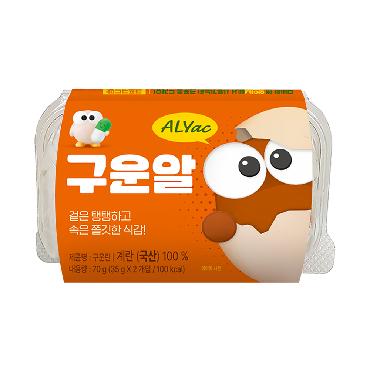 ALYac
구운알
겉은 탱탱하고
속은 쫄깃한 식감!
제품명 : 구운란 | 계란 (국산) 100 %
내용량 : 70 g (35 g X 2 개입 / 100 kcal)